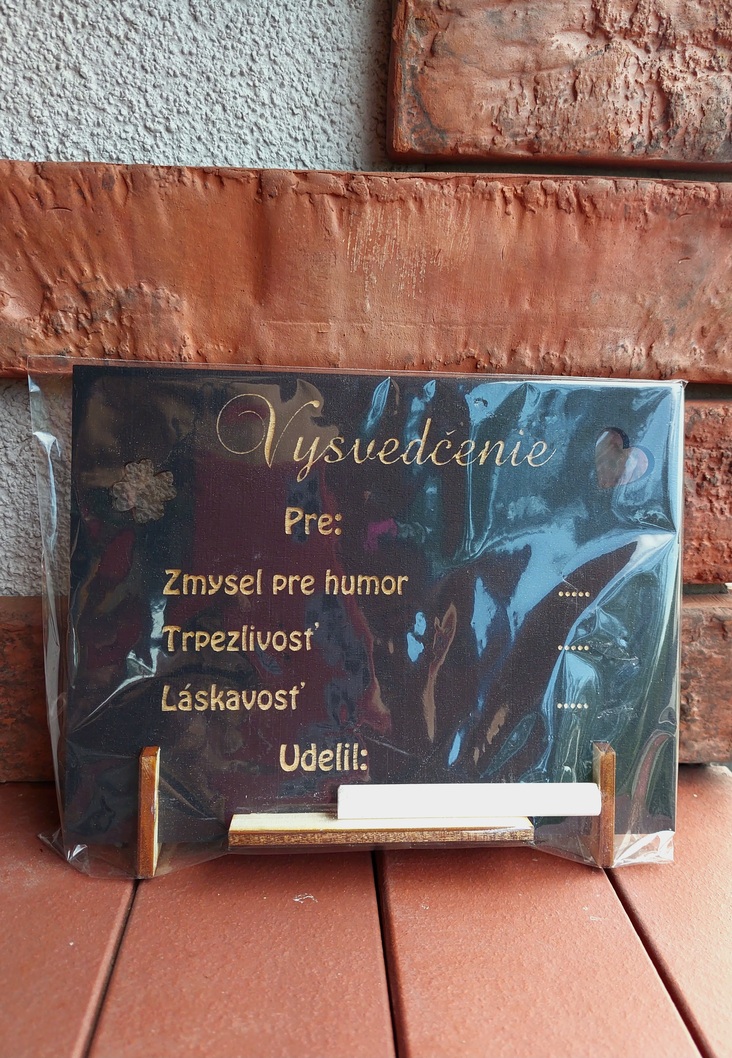 Vysvedčenie
Pre:
Zmysel pre humor .....
Trpezlivosť .....
Láskavosť .....
Udelil: